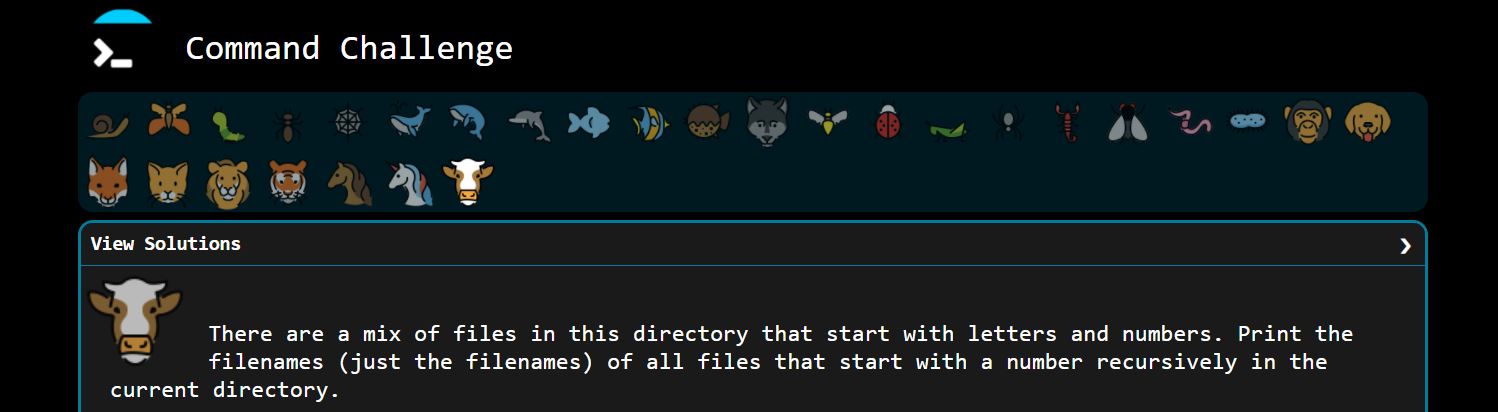 Command Challenge
View Solutions
There are a mix of files in this directory that start with letters and numbers. Print the
filenames (just the filenames) of all files that start with a number recursively in the
current directory.